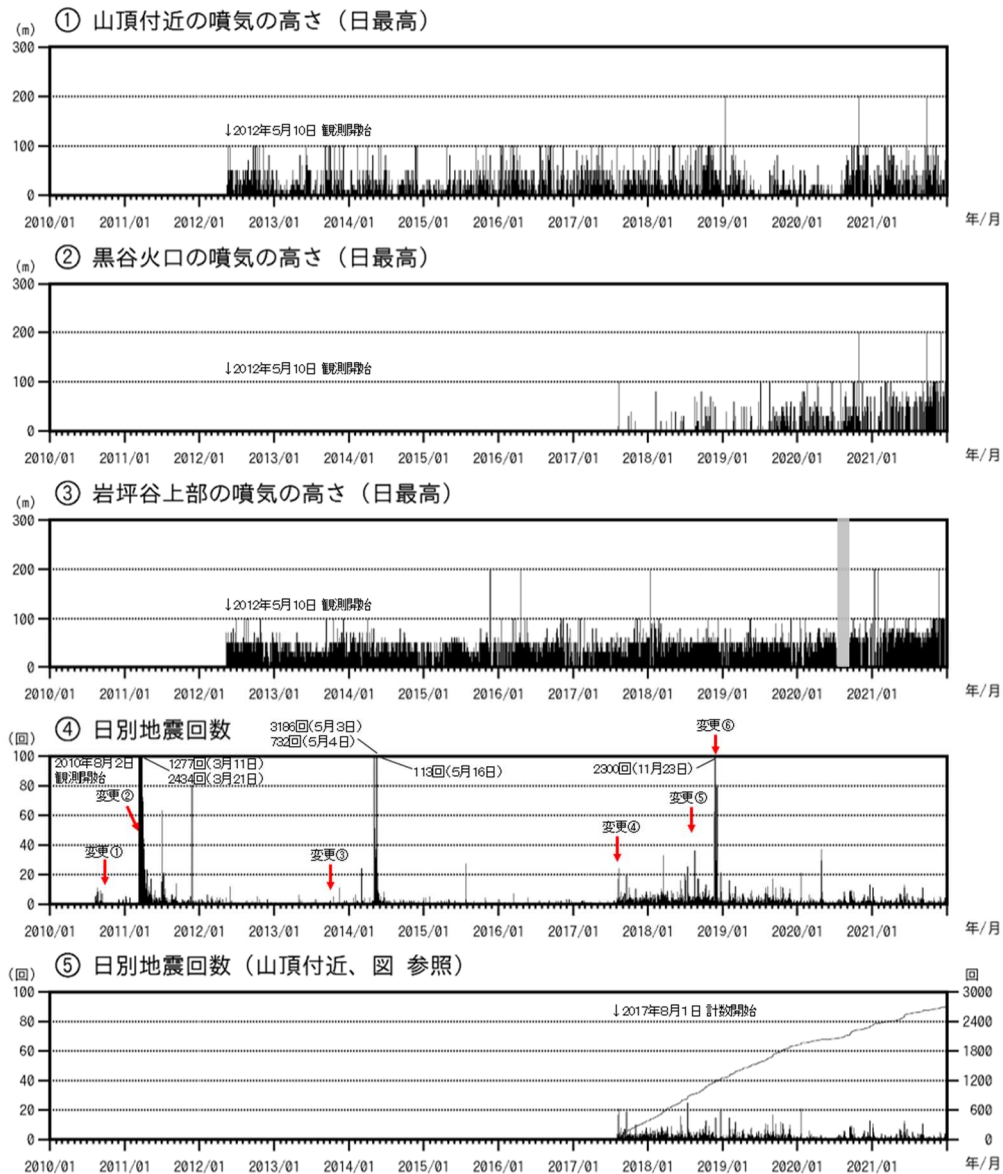 ① 山頂付近の噴気の高さ（日最高）
(m)
300
200
100
0
↓2012年5月10日 観測開始
2010/01 2011/01 2012/01 2013/01 2014/01 2015/01 2016/01 2017/01 2018/01 2019/01 2020/01 2021/01 年/月
② 黒谷火口の噴気の高さ（日最高）
(m)
300
200
100
0
↓2012年5月10日 観測開始
2010/01 2011/01 2012/01 2013/01 2014/01 2015/01 2016/01 2017/01 2018/01 2019/01 2020/01 2021/01 年/月
③ 岩坪谷上部の噴気の高さ（日最高）
(m)
300
200
100
0
↓2012年5月10日 観測開始
2010/01 2011/01 2012/01 2013/01 2014/01 2015/01 2016/01 2017/01 2018/01 2019/01 2020/01 2021/01 年/月
④ 日別地震回数
(回)
100
80
60
40
20
0
2010年8月2日
観測開始
変更①
変更②
1277回(3月11日)
2434回(3月21日)
3186回(5月3日)
732回(5月4日)
113回(5月16日)
変更③
変更④
変更⑤
2300回(11月23日)
変更⑥
2010/01 2011/01 2012/01 2013/01 2014/01 2015/01 2016/01 2017/01 2018/01 2019/01 2020/01 2021/01 年/月
⑤ 日別地震回数（山頂付近、図 参照）
(回)
100
80
60
40
20
0
↓2017年8月1日 計数開始
回
3000
2400
1800
1200
600
0
2010/01 2011/01 2012/01 2013/01 2014/01 2015/01 2016/01 2017/01 2018/01 2019/01 2020/01 2021/01 年/月